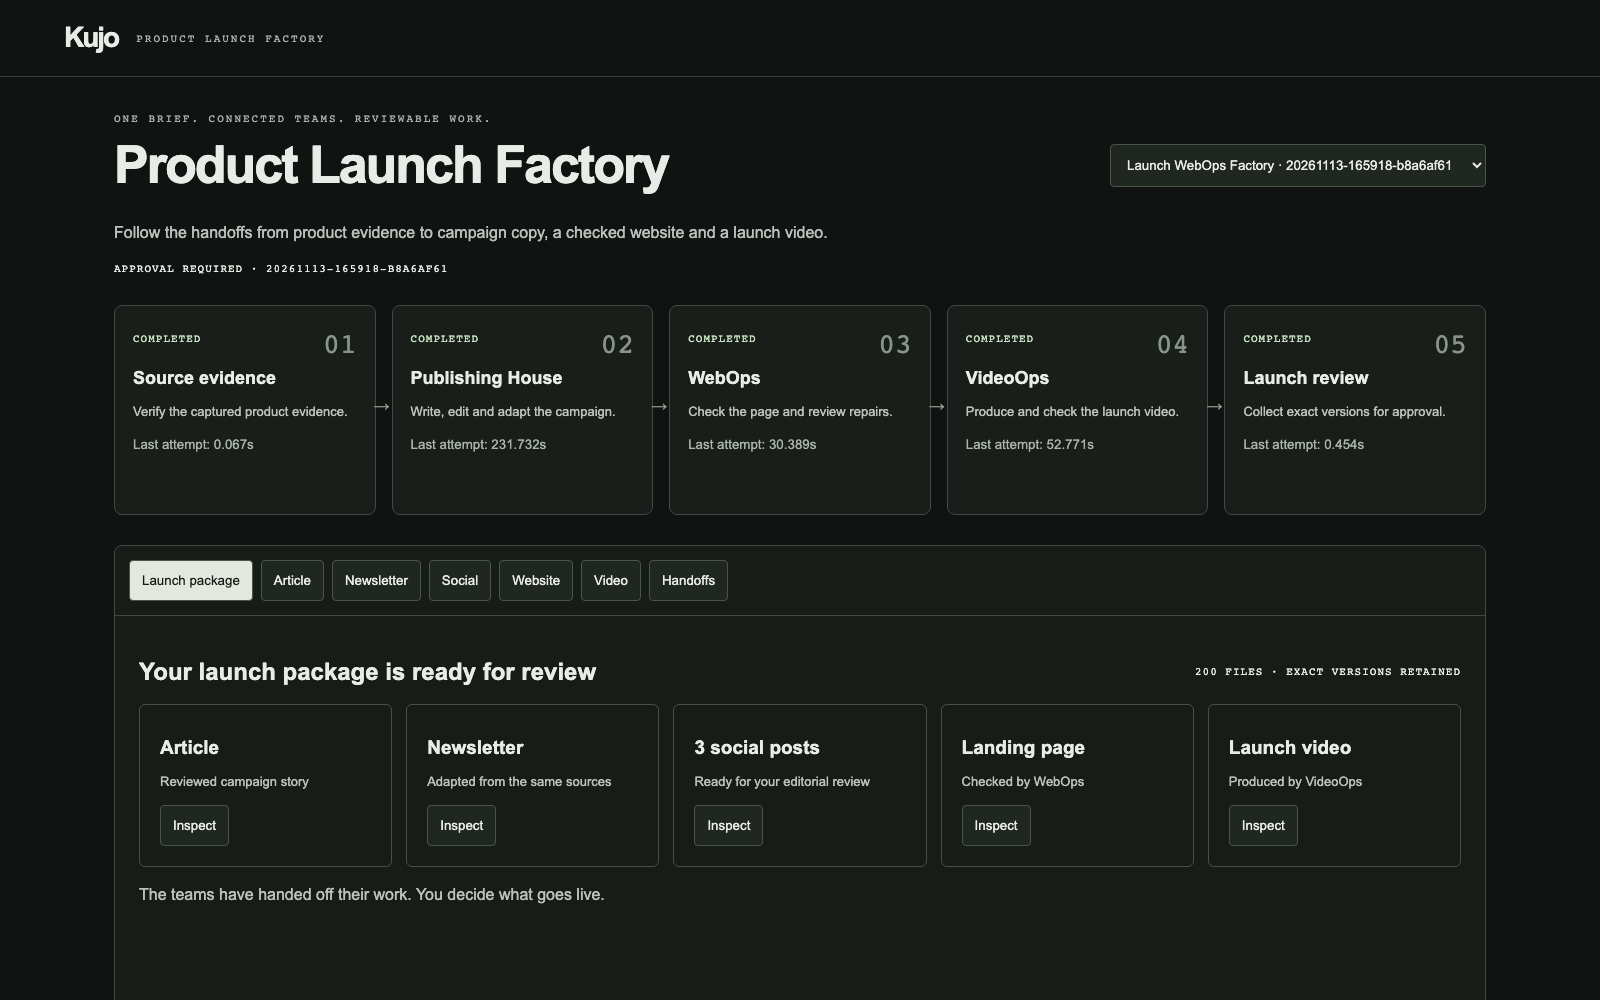 Kujo PRODUCT LAUNCH FACTORY
ONE BRIEF. CONNECTED TEAMS. REVIEWABLE WORK.
Product Launch Factory
Launch WebOps Factory · 20261113-165918-b8a6af61
Follow the handoffs from product evidence to campaign copy, a checked website and a launch video.
APPROVAL REQUIRED · 20261113-165918-B8A6AF61
COMPLETED 01
Source evidence
Verify the captured product evidence.
Last attempt: 0.067s
→
COMPLETED 02
Publishing House
Write, edit and adapt the campaign.
Last attempt: 231.732s
→
COMPLETED 03
WebOps
Check the page and review repairs.
Last attempt: 30.389s
→
COMPLETED 04
VideoOps
Produce and check the launch video.
Last attempt: 52.771s
→
COMPLETED 05
Launch review
Collect exact versions for approval.
Last attempt: 0.454s
Launch package Article Newsletter Social Website Video Handoffs
Your launch package is ready for review
200 FILES · EXACT VERSIONS RETAINED
Article
Reviewed campaign story
Inspect
Newsletter
Adapted from the same sources
Inspect
3 social posts
Ready for your editorial review
Inspect
Landing page
Checked by WebOps
Inspect
Launch video
Produced by VideoOps
Inspect
The teams have handed off their work. You decide what goes live.